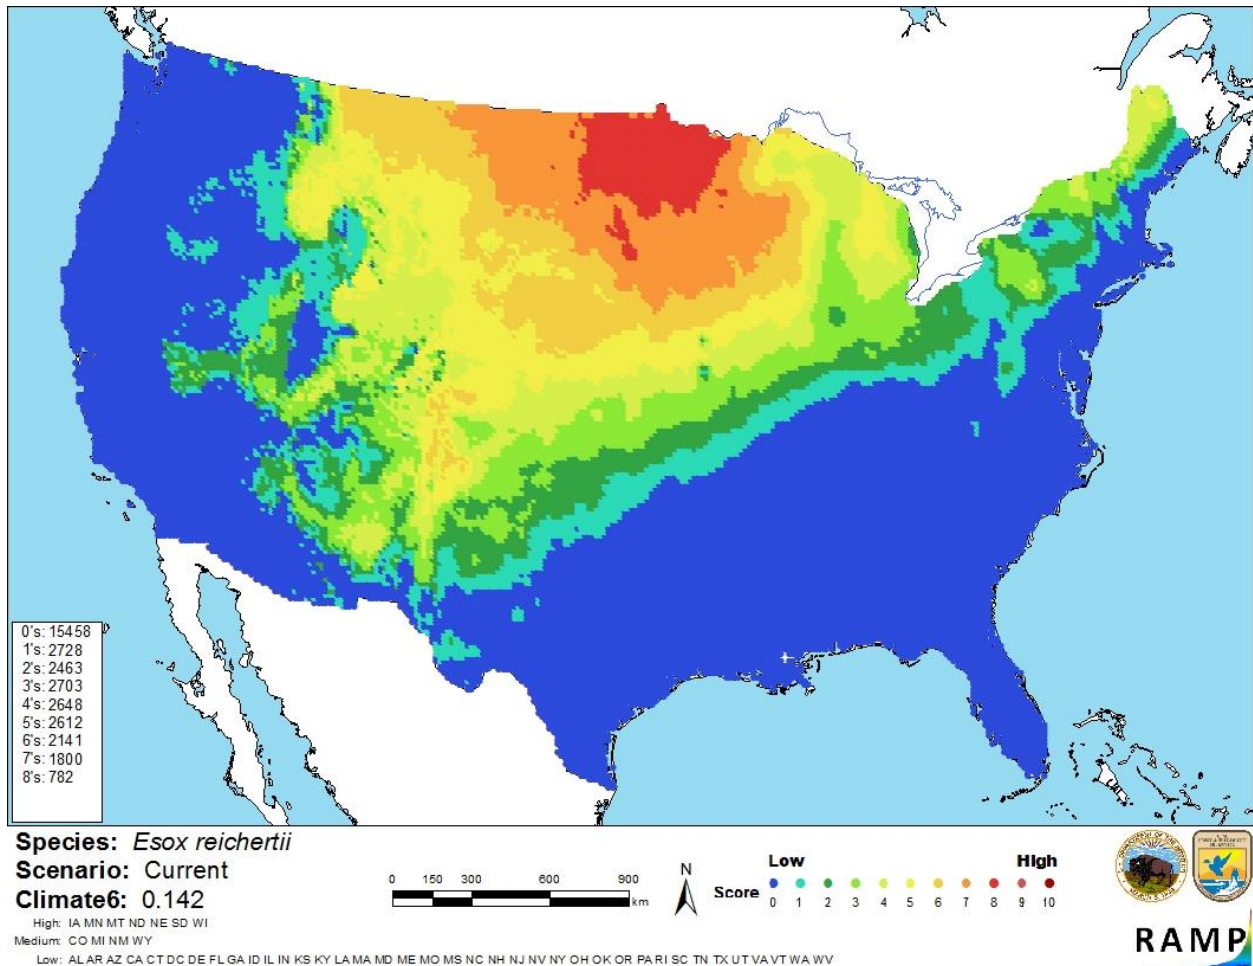 0's: 15458
1's: 2728
2's: 2463
3's: 2703
4's: 2648
5's: 2612
6's: 2141
7's: 1800
8's: 782
Species: Esox reichertii
Scenario: Current
Climate6: 0.142
High: IA MN MT ND NE SD WI
Medium: CO MI NM WY
Low: AL AR AZ CA CT DC DE FL GA ID IL IN KS KY LA MA MD ME MO MS NC NH NJ NV NY OH OK OR PA RI SC TN TX UT VA VT WA WV
0 150 300 600 900
km
N
Low High
Score
0 1 2 3 4 5 6 7 8 9 10
RAMP